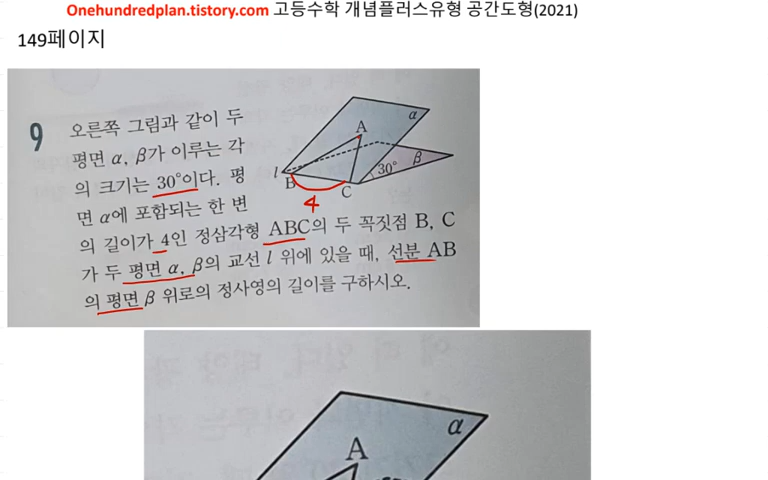 Onehundredplan.tistory.com 고등수학 개념플러스유형 공간도형(2021)
149페이지
9 오른쪽 그림과 같이 두
평면 α, β가 이루는 각
의 크기는 30°이다. 평
면 α에 포함되는 한 변
의 길이가 4인 정삼각형 ABC의 두 꼭짓점 B, C
가 두 평면 α, β의 교선 l 위에 있을 때, 선분 AB
의 평면 β 위로의 정사영의 길이를 구하시오.
α
A
β
30°
l
B
C
4
α
A